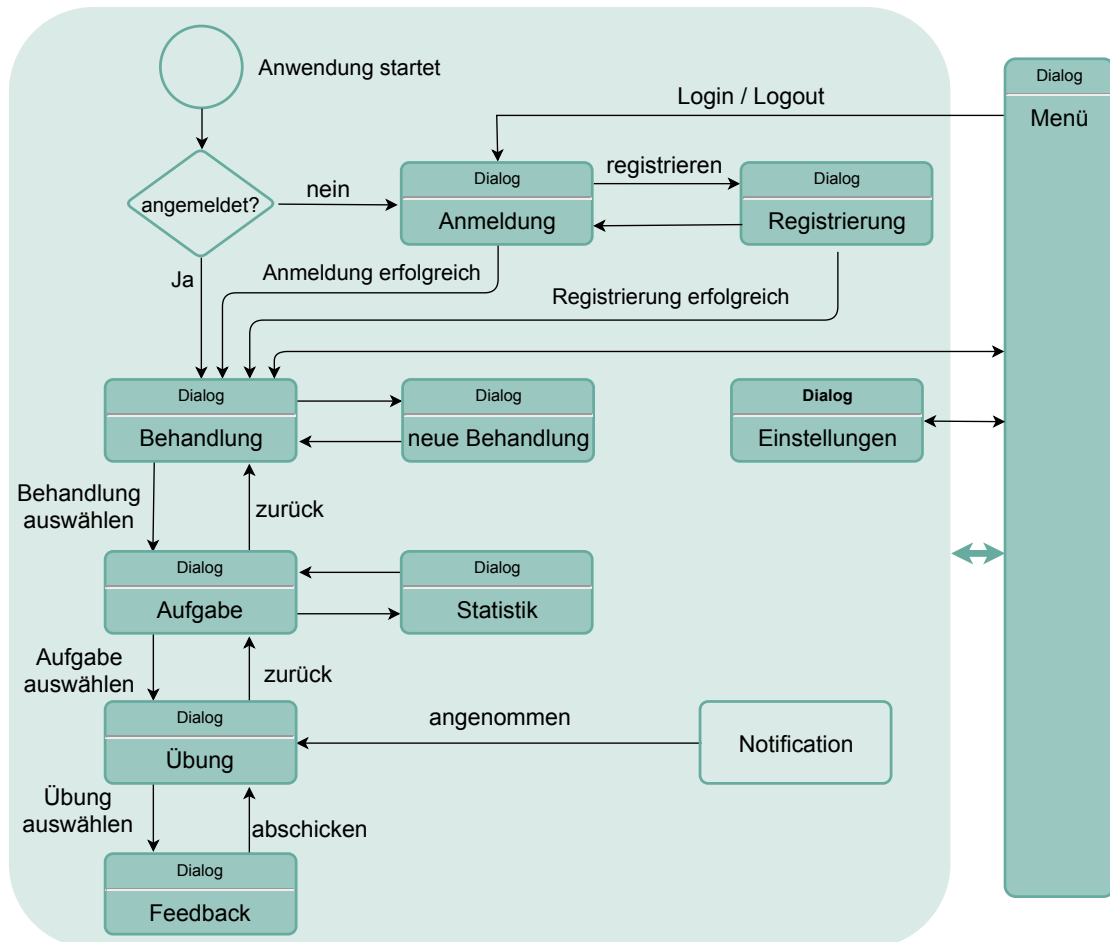 Anwendung startet
Dialog
Menü
Login / Logout
angemeldet?
nein
Dialog
Anmeldung
registrieren
Dialog
Registrierung
Ja
Anmeldung erfolgreich
Registrierung erfolgreich
Dialog
Behandlung
Dialog
neue Behandlung
Dialog
Einstellungen
Behandlung
auswählen
zurück
Dialog
Aufgabe
Dialog
Statistik
Aufgabe
auswählen
zurück
Dialog
Übung
angenommen
Notification
Übung
auswählen
abschicken
Dialog
Feedback